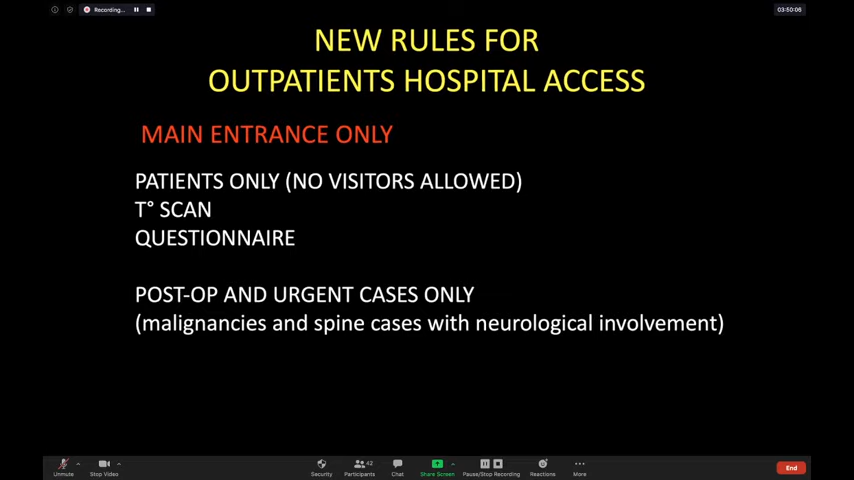 Recording...
03:50:06
NEW RULES FOR
OUTPATIENTS HOSPITAL ACCESS
MAIN ENTRANCE ONLY
PATIENTS ONLY (NO VISITORS ALLOWED)
T° SCAN
QUESTIONNAIRE
POST-OP AND URGENT CASES ONLY
(malignancies and spine cases with neurological involvement)
42
Unmute
Stop Video
Security
Participants
Chat
Share Screen
Pause/Stop Recording
Reactions
More
End